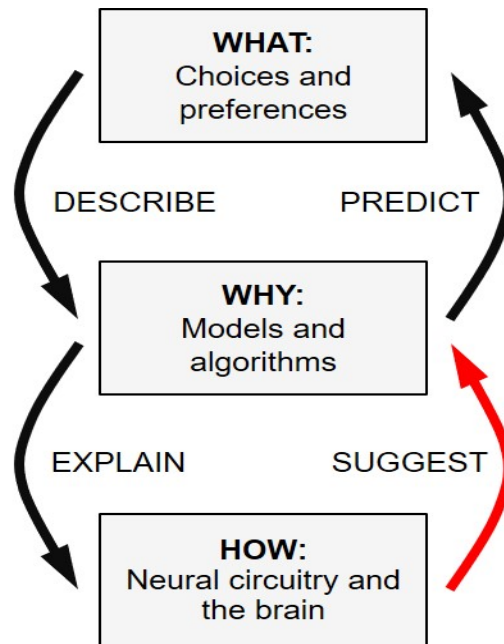 WHAT:
Choices and
preferences
DESCRIBE
PREDICT
WHY:
Models and
algorithms
EXPLAIN
SUGGEST
HOW:
Neural circuitry and
the brain